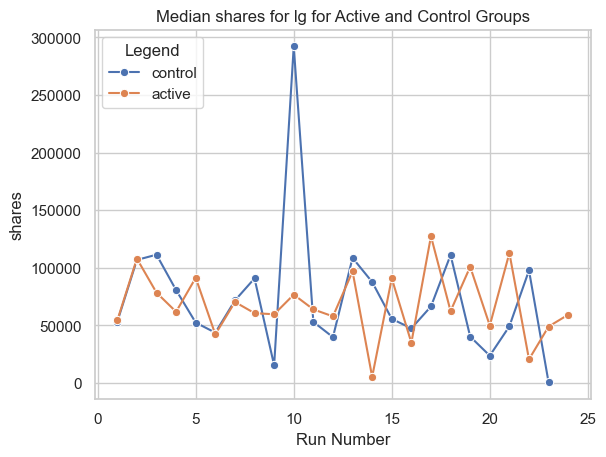 Median shares for lg for Active and Control Groups
300000
250000
200000
150000
100000
50000
0
shares
Legend
control
active
0
5
10
15
20
25
Run Number